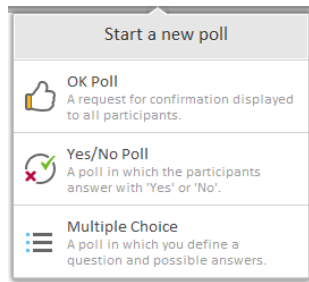 Start a new poll
OK Poll
A request for confirmation displayed
to all participants.
Yes/No Poll
A poll in which the participants
answer with 'Yes' or 'No'.
Multiple Choice
A poll in which you define a
question and possible answers.